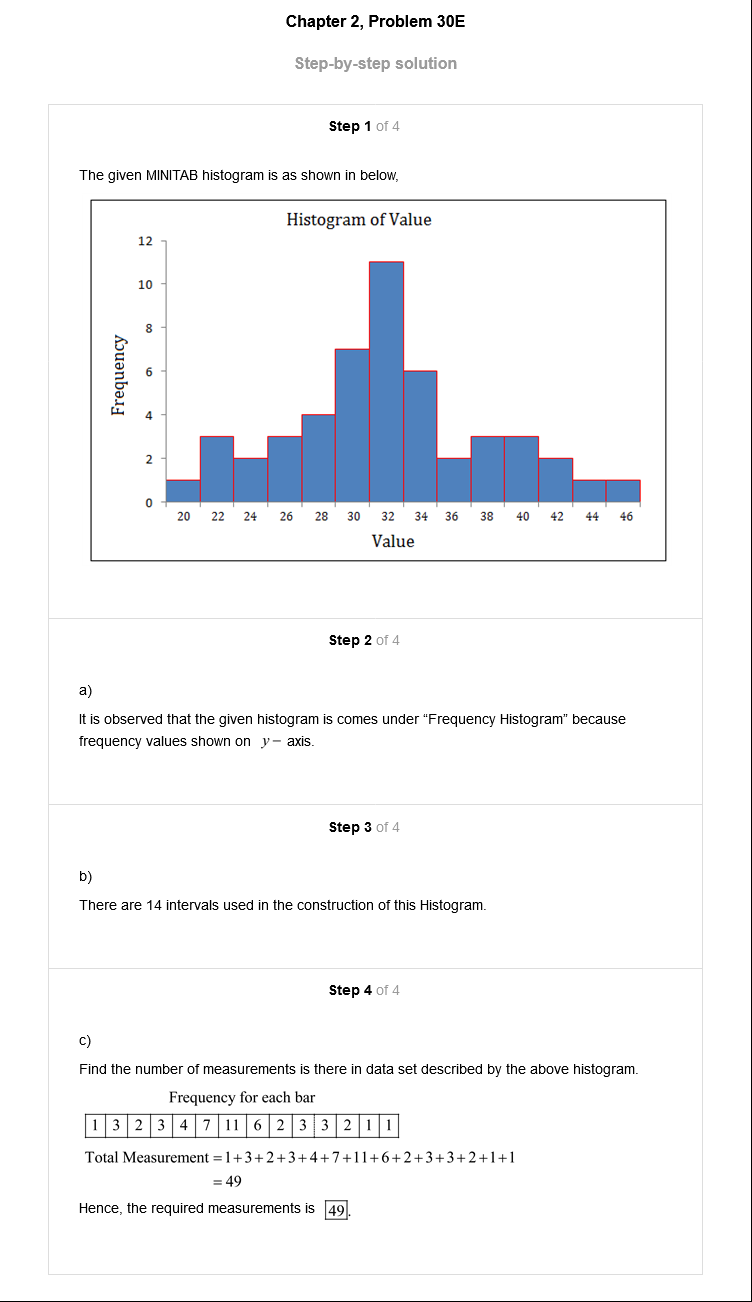 Chapter 2, Problem 30E
Step-by-step solution
Step 1 of 4
The given MINITAB histogram is as shown in below,
Histogram of Value
12
10
8
6
4
2
0
Frequency
20 22 24 26 28 30 32 34 36 38 40 42 44 46
Value
Step 2 of 4
a)
It is observed that the given histogram is comes under “Frequency Histogram” because
frequency values shown on y− axis.
Step 3 of 4
b)
There are 14 intervals used in the construction of this Histogram.
Step 4 of 4
c)
Find the number of measurements is there in data set described by the above histogram.
Frequency for each bar
1 3 2 3 4 7 11 6 2 3 3 2 1 1
Total Measurement =1+3+2+3+4+7+11+6+2+3+3+2+1+1
= 49
Hence, the required measurements is 49.